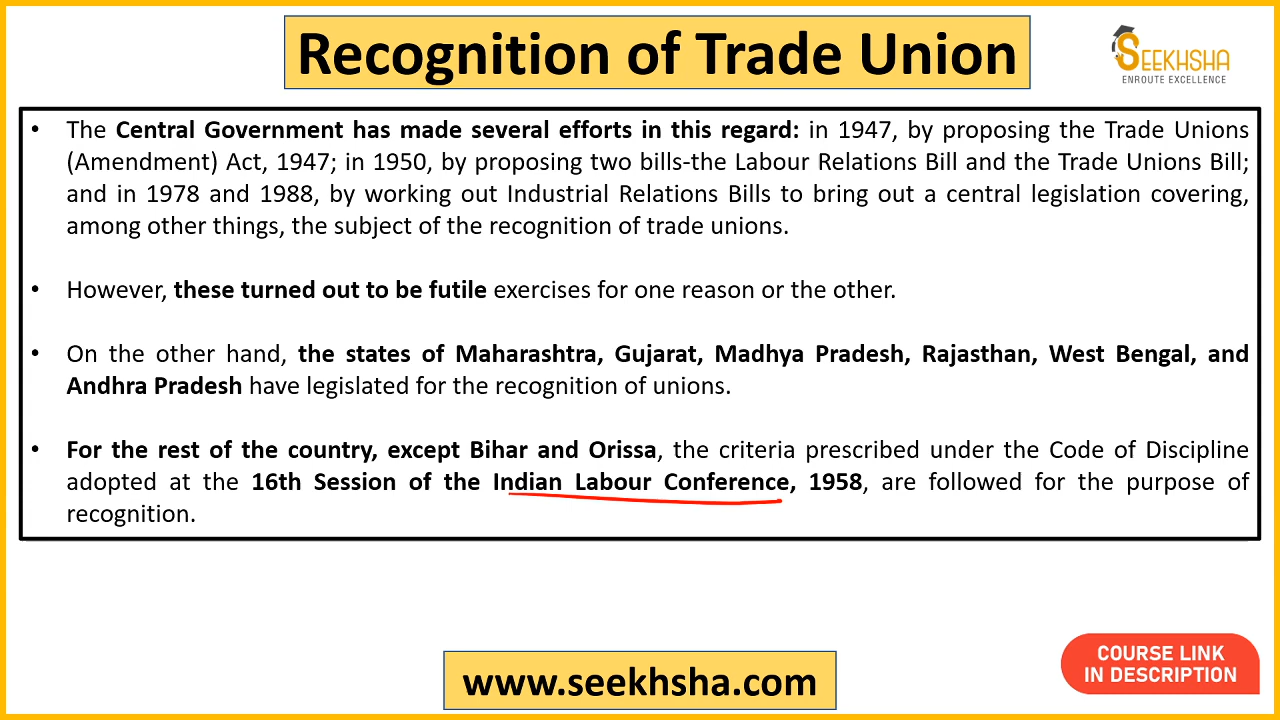 Recognition of Trade Union
SEEKHSHA
ENROUTE EXCELLENCE
• The Central Government has made several efforts in this regard: in 1947, by proposing the Trade Unions
(Amendment) Act, 1947; in 1950, by proposing two bills-the Labour Relations Bill and the Trade Unions Bill;
and in 1978 and 1988, by working out Industrial Relations Bills to bring out a central legislation covering,
among other things, the subject of the recognition of trade unions.
• However, these turned out to be futile exercises for one reason or the other.
• On the other hand, the states of Maharashtra, Gujarat, Madhya Pradesh, Rajasthan, West Bengal, and
Andhra Pradesh have legislated for the recognition of unions.
• For the rest of the country, except Bihar and Orissa, the criteria prescribed under the Code of Discipline
adopted at the 16th Session of the Indian Labour Conference, 1958, are followed for the purpose of
recognition.
COURSE LINK
IN DESCRIPTION
www.seekhsha.com